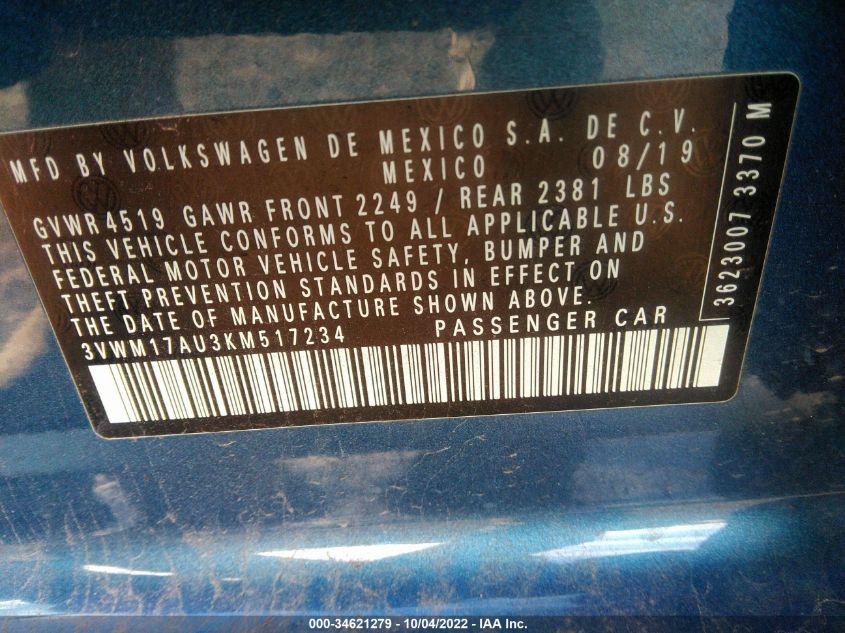 MFD BY VOLKSWAGEN DE MEXICO S.A. DE C.V.
MEXICO 08/19
GVWR 4519 GAWR FRONT 2249 / REAR 2381 LBS
THIS VEHICLE CONFORMS TO ALL APPLICABLE U.S.
FEDERAL MOTOR VEHICLE SAFETY, BUMPER AND
THEFT PREVENTION STANDARDS IN EFFECT ON
THE DATE OF MANUFACTURE SHOWN ABOVE.
3VWM17AU3KM517234 PASSENGER CAR
3623007 3370 M
000-34621279 - 10/04/2022 - IAA Inc.